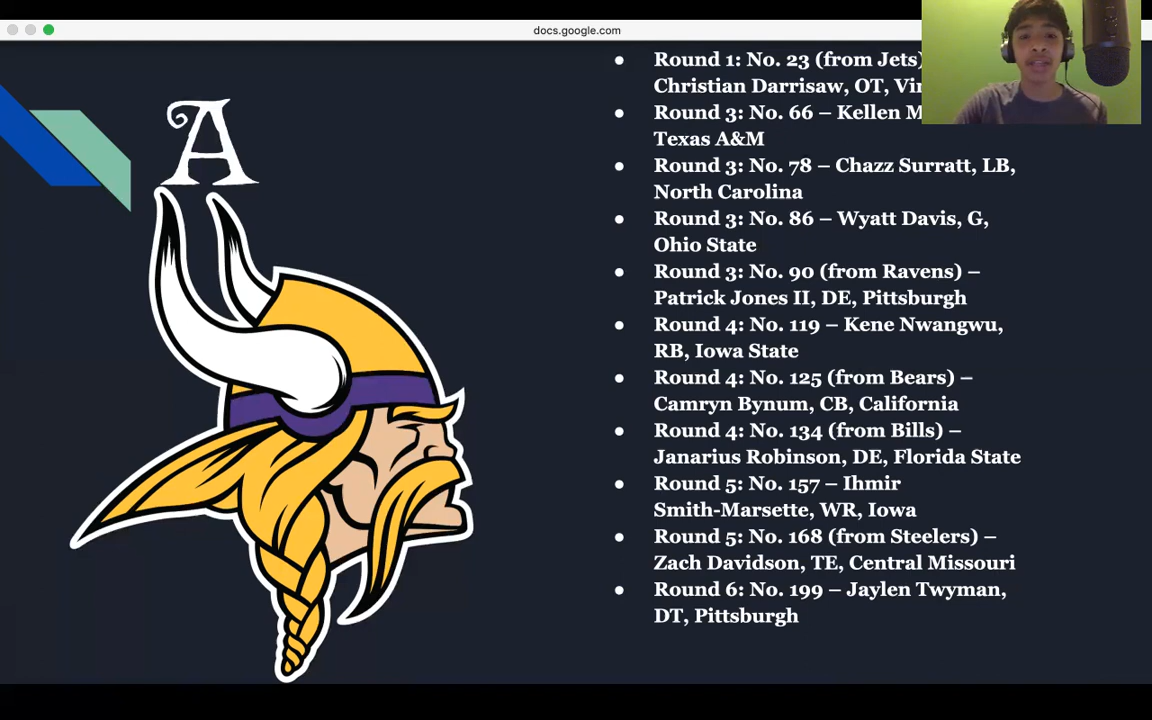 docs.google.com
A
Round 1: No. 23 (from Jets)
Christian Darrisaw, OT,
Round 3: No. 66 – Kellen
Texas A&M
Round 3: No. 78 – Chazz Surratt, LB,
North Carolina
Round 3: No. 86 – Wyatt Davis, G,
Ohio State
Round 3: No. 90 (from Ravens) –
Patrick Jones II, DE, Pittsburgh
Round 4: No. 119 – Kene Nwangwu,
RB, Iowa State
Round 4: No. 125 (from Bears) –
Camryn Bynum, CB, California
Round 4: No. 134 (from Bills) –
Janarius Robinson, DE, Florida State
Round 5: No. 157 – Ihmir
Smith-Marsette, WR, Iowa
Round 5: No. 168 (from Steelers) –
Zach Davidson, TE, Central Missouri
Round 6: No. 199 – Jaylen Twyman,
DT, Pittsburgh